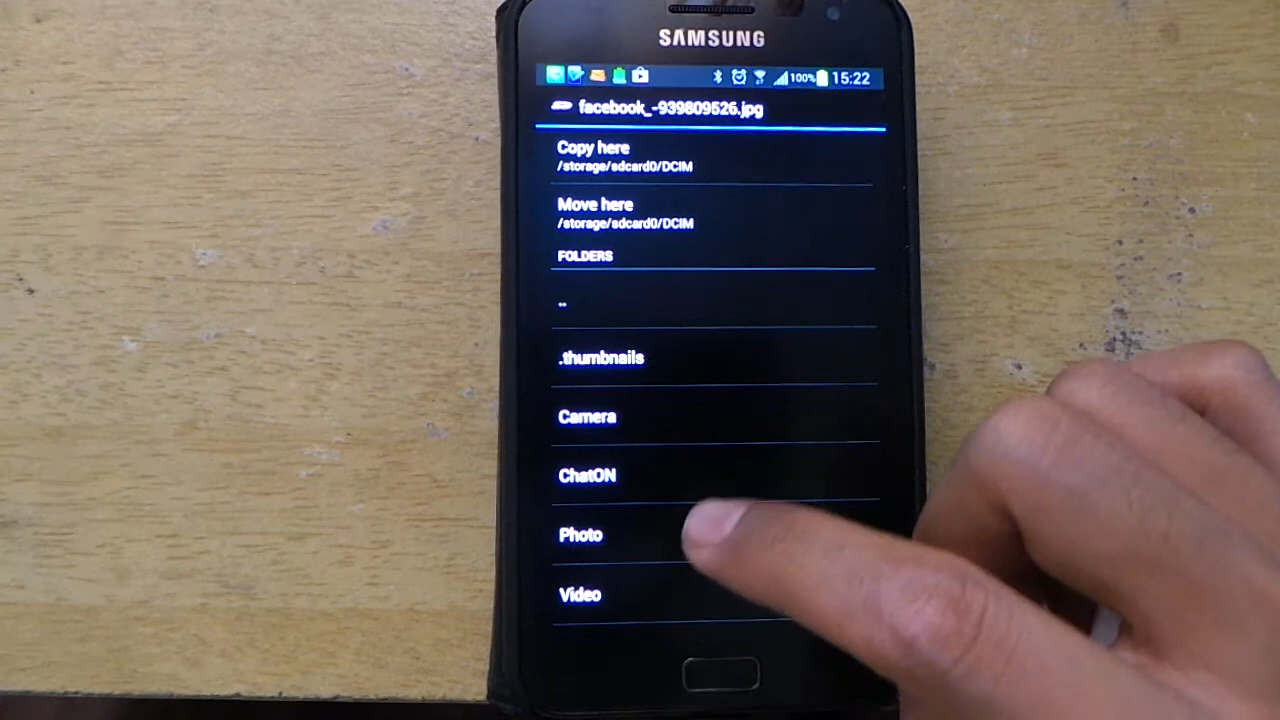 SAMSUNG
100% 15:22
facebook_-939809526.jpg
Copy here
/storage/sdcard0/DCIM
Move here
/storage/sdcard0/DCIM
FOLDERS
..
.thumbnails
Camera
ChatON
Photo
Video